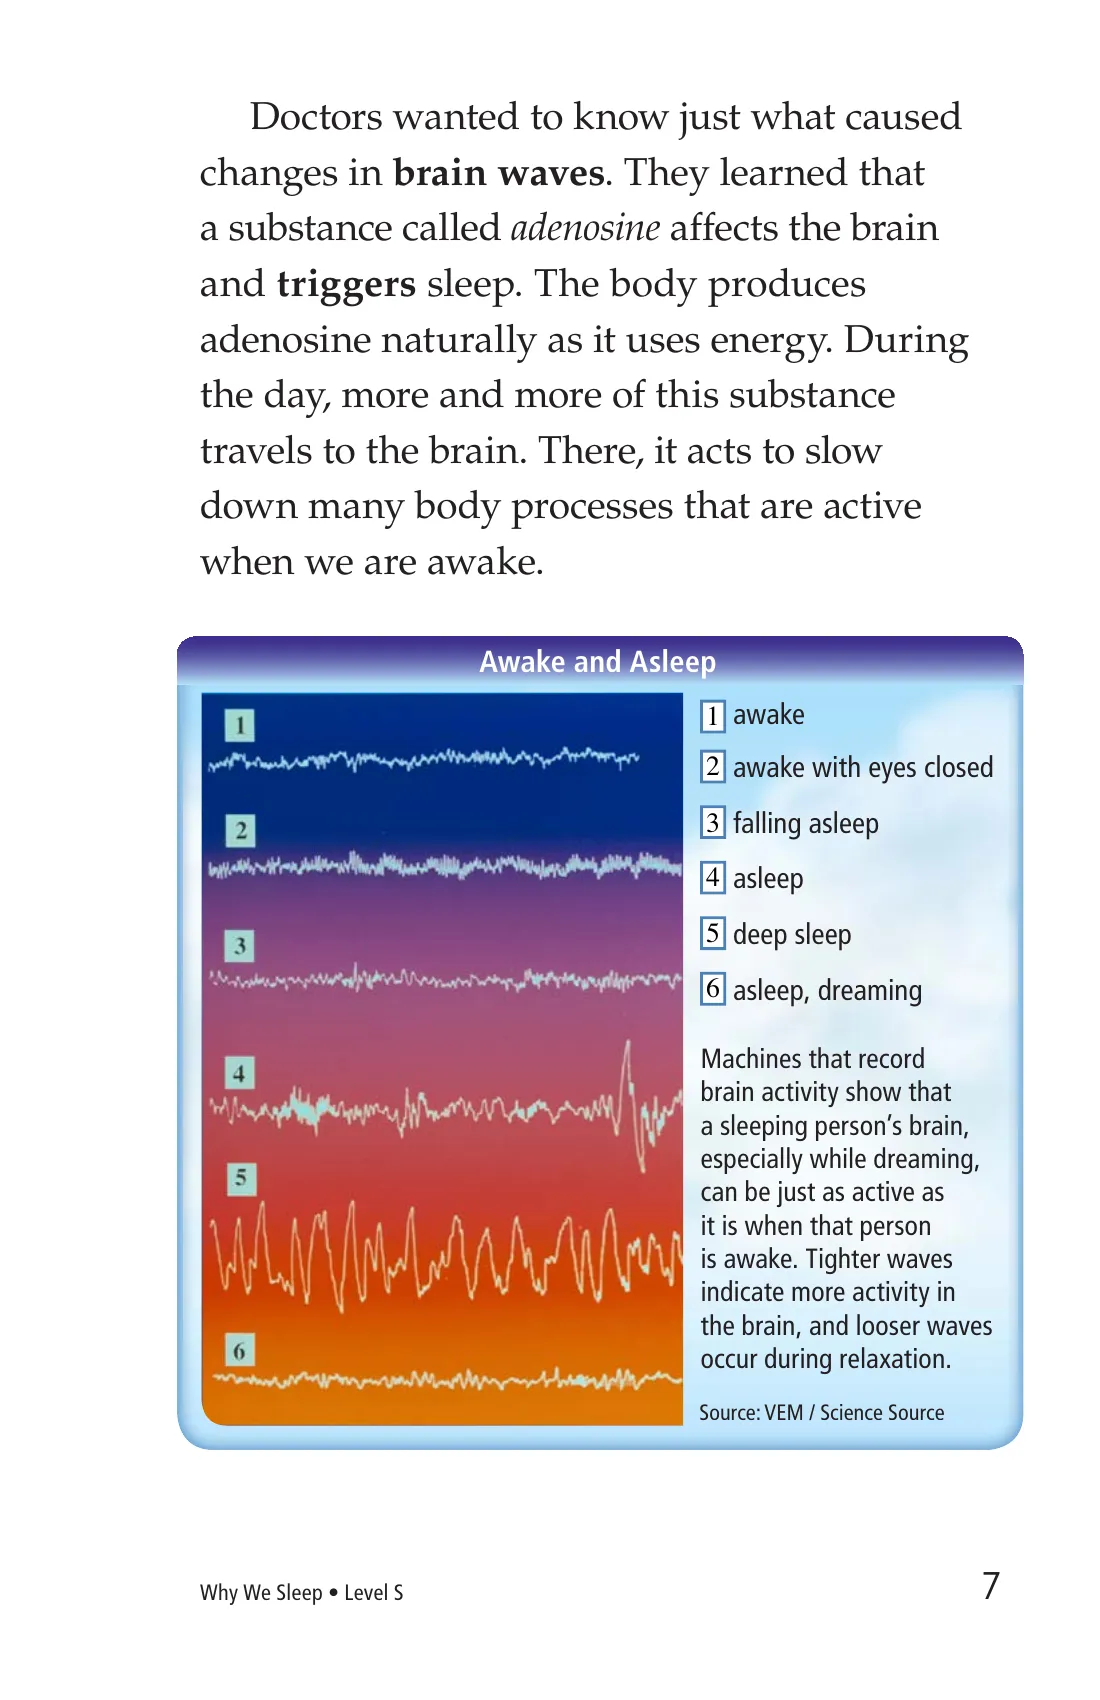 Doctors wanted to know just what caused
changes in brain waves. They learned that
a substance called adenosine affects the brain
and triggers sleep. The body produces
adenosine naturally as it uses energy. During
the day, more and more of this substance
travels to the brain. There, it acts to slow
down many body processes that are active
when we are awake.
Awake and Asleep
1
2
3
4
5
6
1 awake
2 awake with eyes closed
3 falling asleep
4 asleep
5 deep sleep
6 asleep, dreaming
Machines that record
brain activity show that
a sleeping person's brain,
especially while dreaming,
can be just as active as
it is when that person
is awake. Tighter waves
indicate more activity in
the brain, and looser waves
occur during relaxation.
Source: VEM / Science Source
Why We Sleep • Level S
7